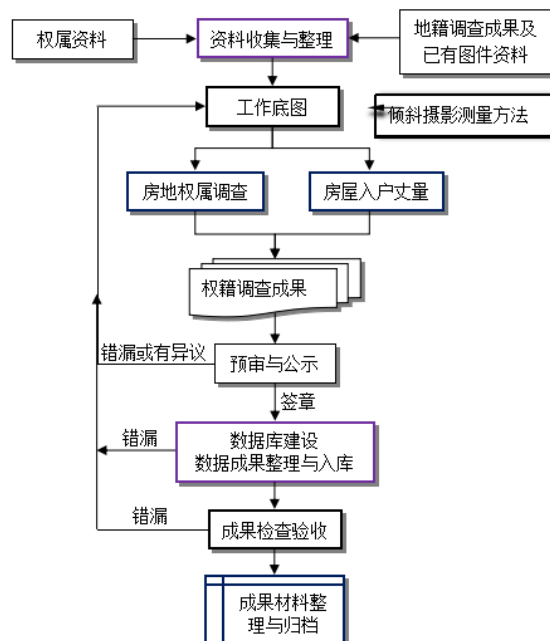 权属资料
资料收集与整理
地籍调查成果及
已有图件资料
工作底图
倾斜摄影测量方法
房地权属调查
房屋入户丈量
权籍调查成果
错漏或有异议
预审与公示
签章
错漏
数据库建设
数据成果整理与入库
错漏
成果检查验收
成果材料整
理与归档